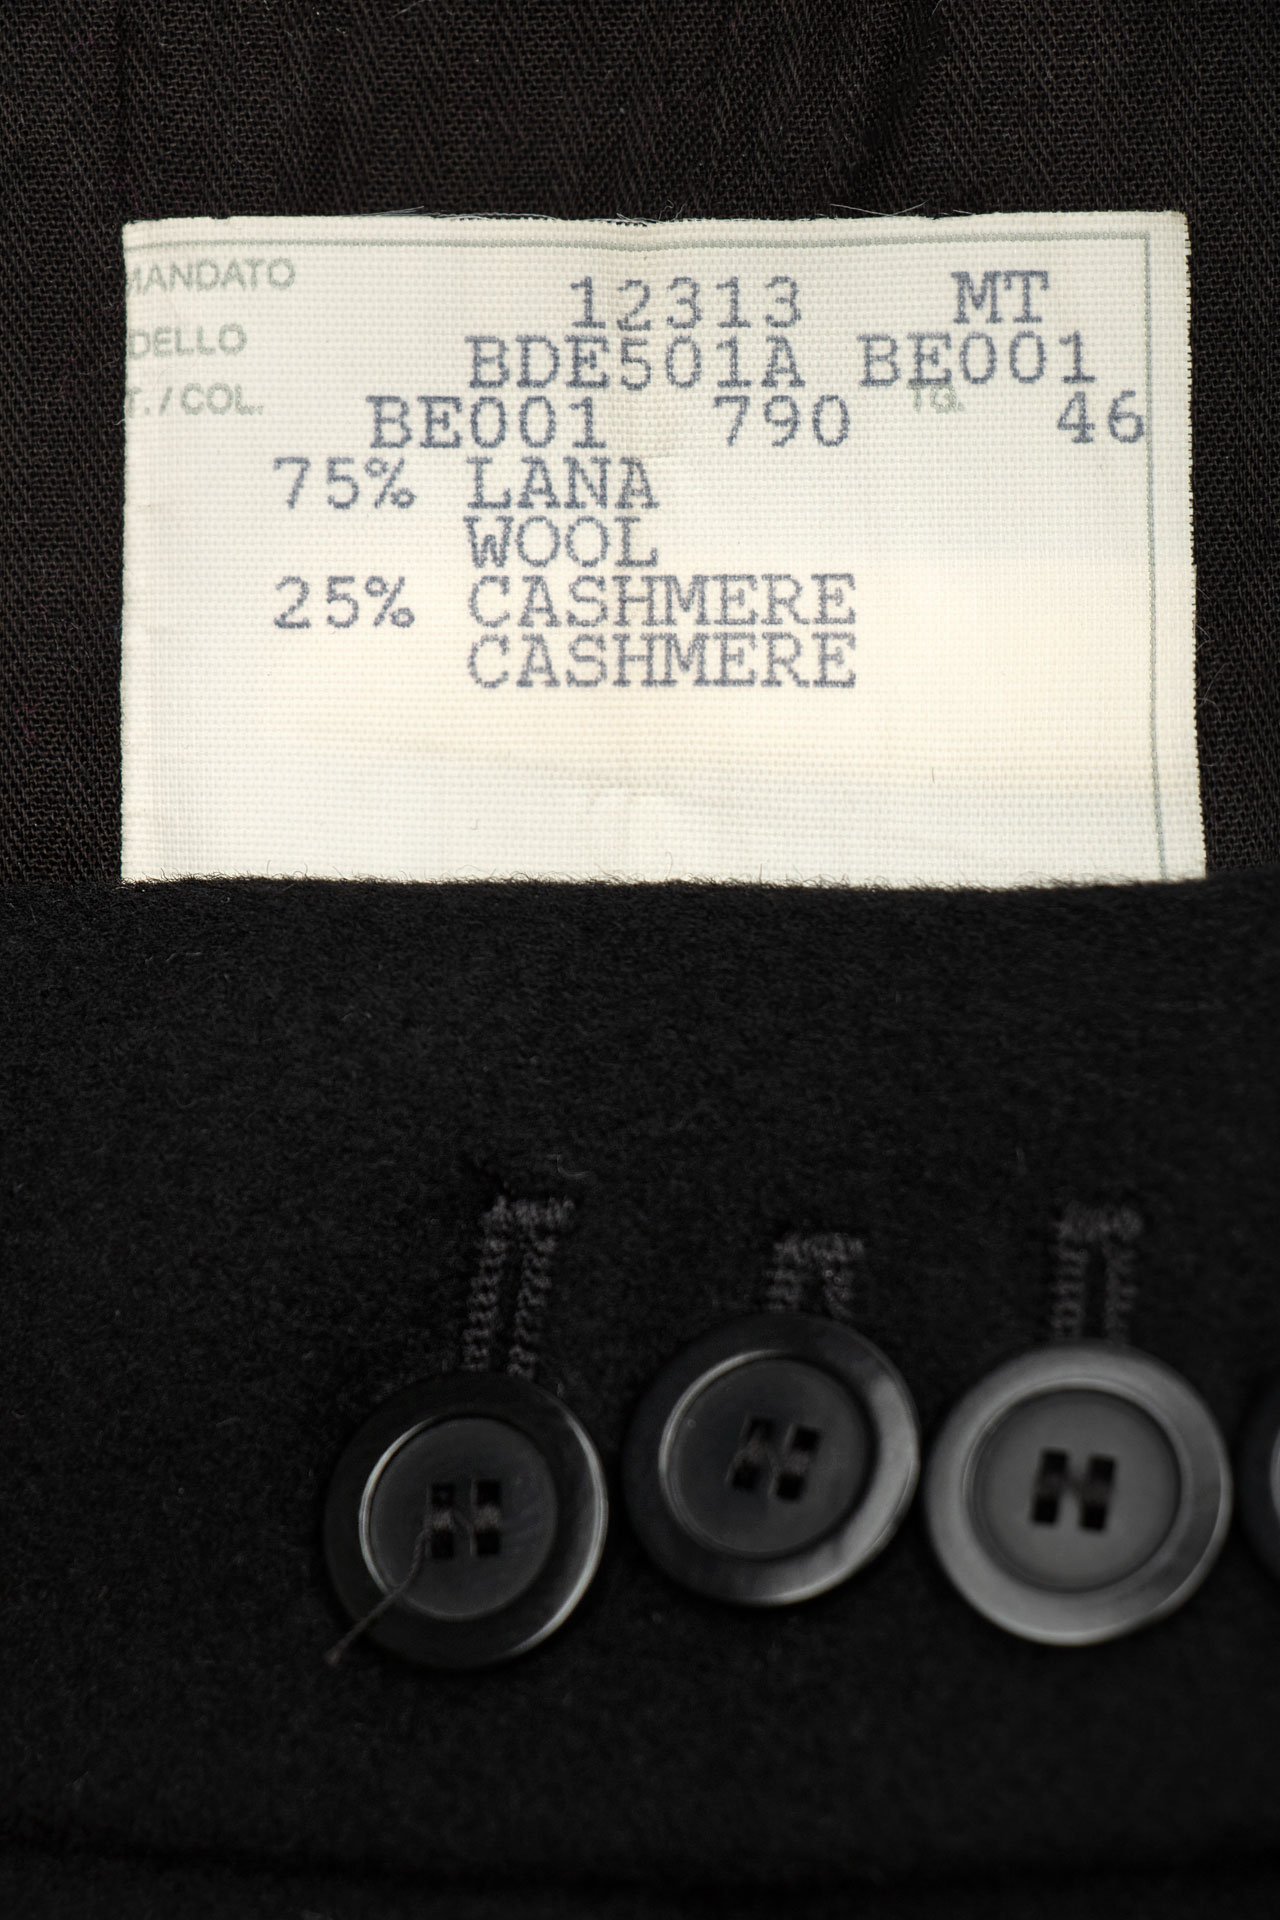 MANDATO 12313 MT
DELLO BDE501A BE001
T./COL. BE001 790 TG. 46
75% LANA
WOOL
25% CASHMERE
CASHMERE